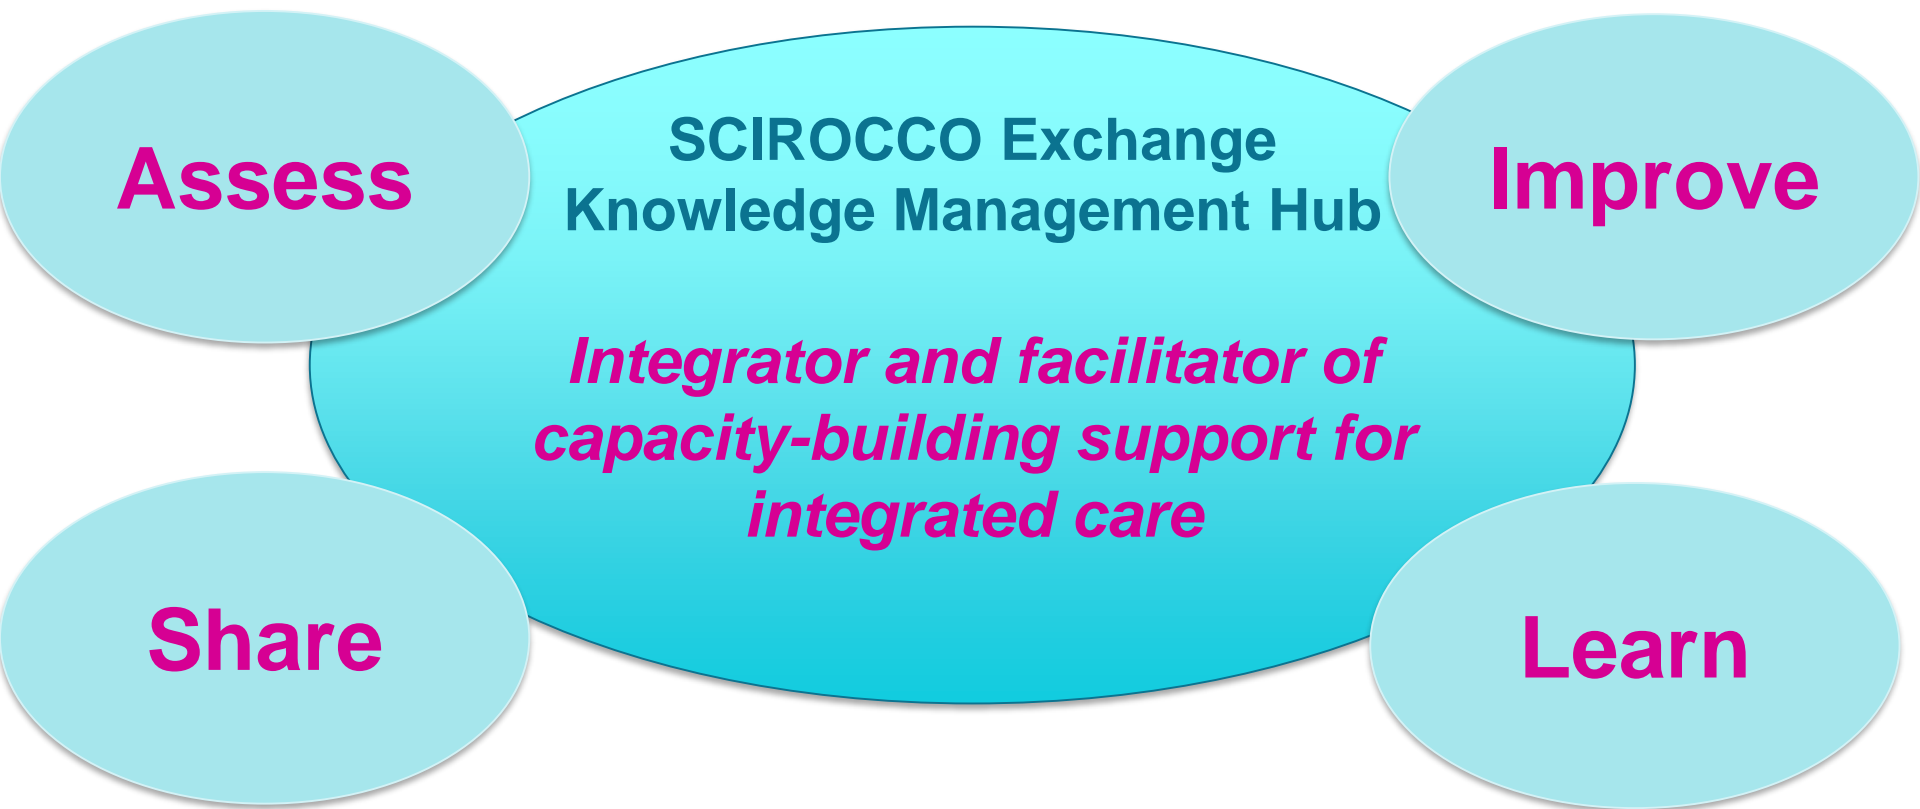 Assess
SCIROCCO Exchange
Knowledge Management Hub
Improve
Integrator and facilitator of
capacity-building support for
integrated care
Share
Learn